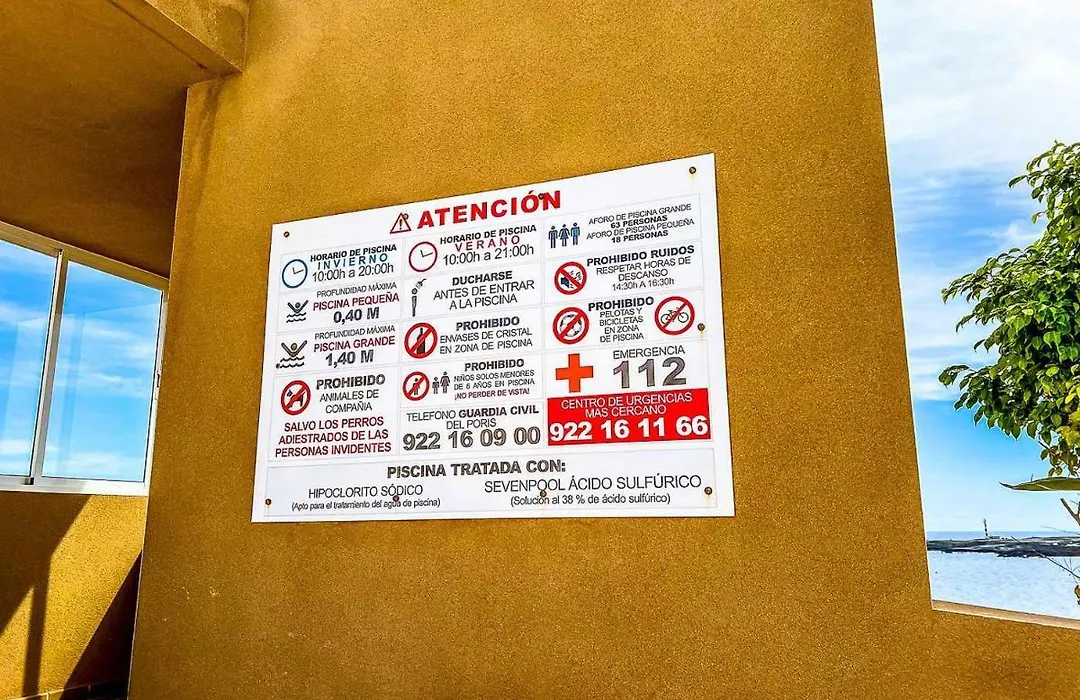 ATENCIÓN
HORARIO DE PISCINA
INVIERNO
10:00h a 20:00h
HORARIO DE PISCINA
VERANO
10:00h a 21:00h
AFORO DE PISCINA GRANDE
63 PERSONAS
AFORO DE PISCINA PEQUEÑA
18 PERSONAS
PROFUNDIDAD MÁXIMA
PISCINA PEQUEÑA
0,40 M
DUCHARSE
ANTES DE ENTRAR
A LA PISCINA
PROHIBIDO RUIDOS
RESPETAR HORAS DE
DESCANSO
14:30h A 16:30h
PROFUNDIDAD MÁXIMA
PISCINA GRANDE
1,40 M
PROHIBIDO
ENVASES DE CRISTAL
EN ZONA DE PISCINA
PROHIBIDO
PELOTAS Y
BICICLETAS
EN ZONA
DE PISCINA
PROHIBIDO
ANIMALES DE
COMPAÑIA
SALVO LOS PERROS
ADIESTRADOS DE LAS
PERSONAS INVIDENTES
PROHIBIDO
NIÑOS SOLOS MENORES
DE 6 AÑOS EN PISCINA
¡NO PERDER DE VISTA!
EMERGENCIA
112
TELEFONO GUARDIA CIVIL
DEL PORIS
922 16 09 00
CENTRO DE URGENCIAS
MAS CERCANO
922 16 11 66
PISCINA TRATADA CON:
HIPOCLORITO SÓDICO
(Apto para el tratamiento del agua de piscina)
SEVENPOOL ÁCIDO SULFÚRICO
(Solución al 38 % de ácido sulfúrico)